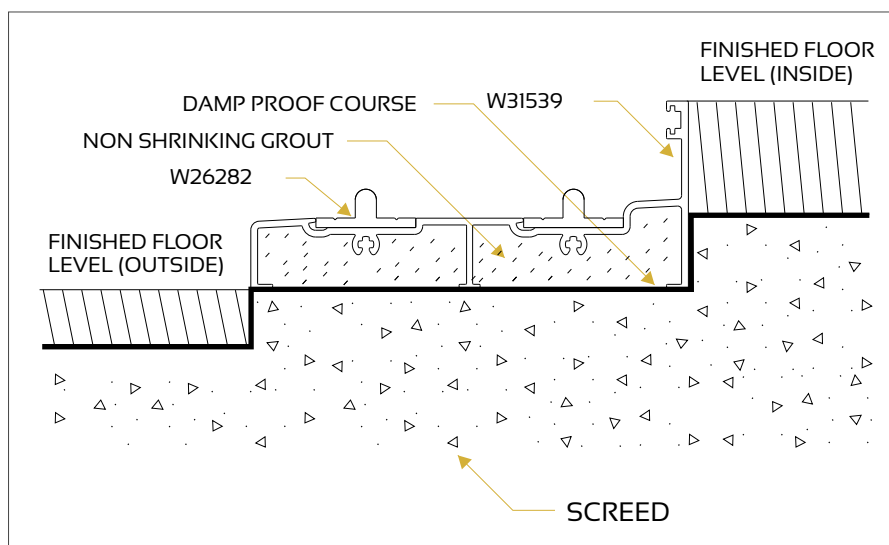 FINISHED FLOOR
LEVEL (INSIDE)
DAMP PROOF COURSE
W31539
NON SHRINKING GROUT
W26282
FINISHED FLOOR
LEVEL (OUTSIDE)
SCREED